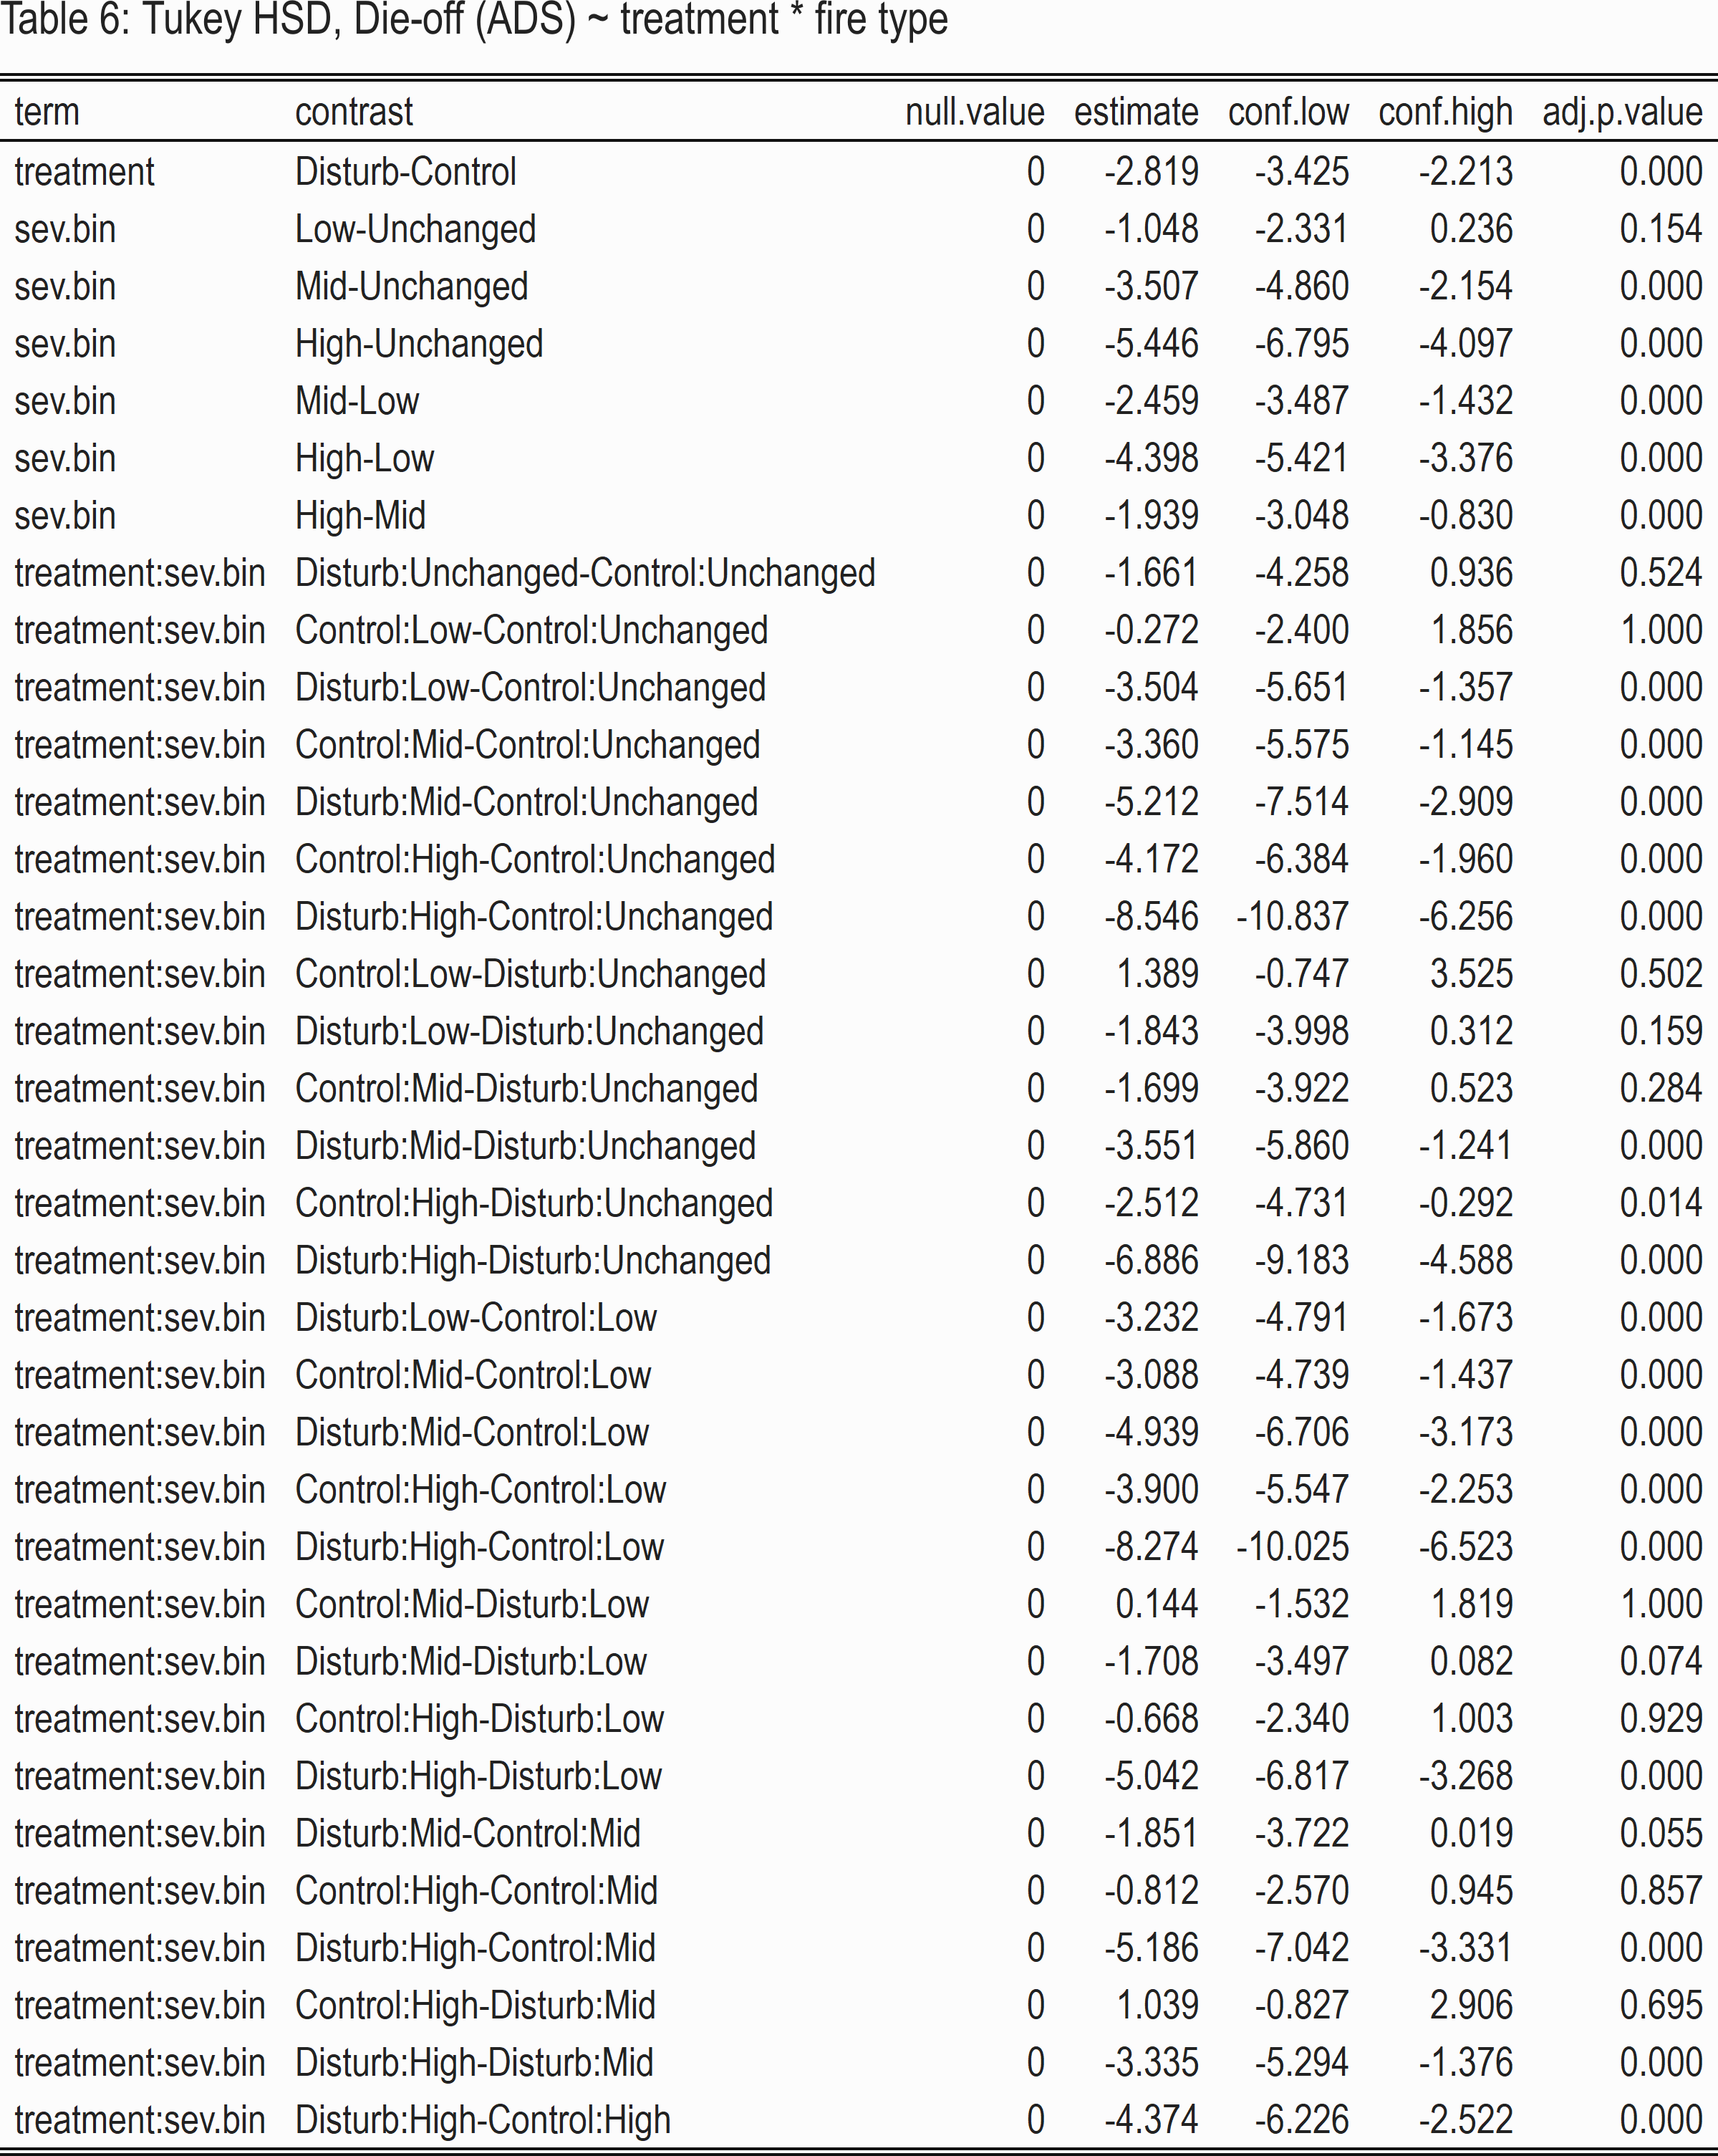 Table 6: Tukey HSD, Die-off (ADS) ~ treatment * fire type
term contrast null.value estimate conf.low conf.high adj.p.value
treatment Disturb-Control 0 -2.819 -3.425 -2.213 0.000
sev.bin Low-Unchanged 0 -1.048 -2.331 0.236 0.154
sev.bin Mid-Unchanged 0 -3.507 -4.860 -2.154 0.000
sev.bin High-Unchanged 0 -5.446 -6.795 -4.097 0.000
sev.bin Mid-Low 0 -2.459 -3.487 -1.432 0.000
sev.bin High-Low 0 -4.398 -5.421 -3.376 0.000
sev.bin High-Mid 0 -1.939 -3.048 -0.830 0.000
treatment:sev.bin Disturb:Unchanged-Control:Unchanged 0 -1.661 -4.258 0.936 0.524
treatment:sev.bin Control:Low-Control:Unchanged 0 -0.272 -2.400 1.856 1.000
treatment:sev.bin Disturb:Low-Control:Unchanged 0 -3.504 -5.651 -1.357 0.000
treatment:sev.bin Control:Mid-Control:Unchanged 0 -3.360 -5.575 -1.145 0.000
treatment:sev.bin Disturb:Mid-Control:Unchanged 0 -5.212 -7.514 -2.909 0.000
treatment:sev.bin Control:High-Control:Unchanged 0 -4.172 -6.384 -1.960 0.000
treatment:sev.bin Disturb:High-Control:Unchanged 0 -8.546 -10.837 -6.256 0.000
treatment:sev.bin Control:Low-Disturb:Unchanged 0 1.389 -0.747 3.525 0.502
treatment:sev.bin Disturb:Low-Disturb:Unchanged 0 -1.843 -3.998 0.312 0.159
treatment:sev.bin Control:Mid-Disturb:Unchanged 0 -1.699 -3.922 0.523 0.284
treatment:sev.bin Disturb:Mid-Disturb:Unchanged 0 -3.551 -5.860 -1.241 0.000
treatment:sev.bin Control:High-Disturb:Unchanged 0 -2.512 -4.731 -0.292 0.014
treatment:sev.bin Disturb:High-Disturb:Unchanged 0 -6.886 -9.183 -4.588 0.000
treatment:sev.bin Disturb:Low-Control:Low 0 -3.232 -4.791 -1.673 0.000
treatment:sev.bin Control:Mid-Control:Low 0 -3.088 -4.739 -1.437 0.000
treatment:sev.bin Disturb:Mid-Control:Low 0 -4.939 -6.706 -3.173 0.000
treatment:sev.bin Control:High-Control:Low 0 -3.900 -5.547 -2.253 0.000
treatment:sev.bin Disturb:High-Control:Low 0 -8.274 -10.025 -6.523 0.000
treatment:sev.bin Control:Mid-Disturb:Low 0 0.144 -1.532 1.819 1.000
treatment:sev.bin Disturb:Mid-Disturb:Low 0 -1.708 -3.497 0.082 0.074
treatment:sev.bin Control:High-Disturb:Low 0 -0.668 -2.340 1.003 0.929
treatment:sev.bin Disturb:High-Disturb:Low 0 -5.042 -6.817 -3.268 0.000
treatment:sev.bin Disturb:Mid-Control:Mid 0 -1.851 -3.722 0.019 0.055
treatment:sev.bin Control:High-Control:Mid 0 -0.812 -2.570 0.945 0.857
treatment:sev.bin Disturb:High-Control:Mid 0 -5.186 -7.042 -3.331 0.000
treatment:sev.bin Control:High-Disturb:Mid 0 1.039 -0.827 2.906 0.695
treatment:sev.bin Disturb:High-Disturb:Mid 0 -3.335 -5.294 -1.376 0.000
treatment:sev.bin Disturb:High-Control:High 0 -4.374 -6.226 -2.522 0.000